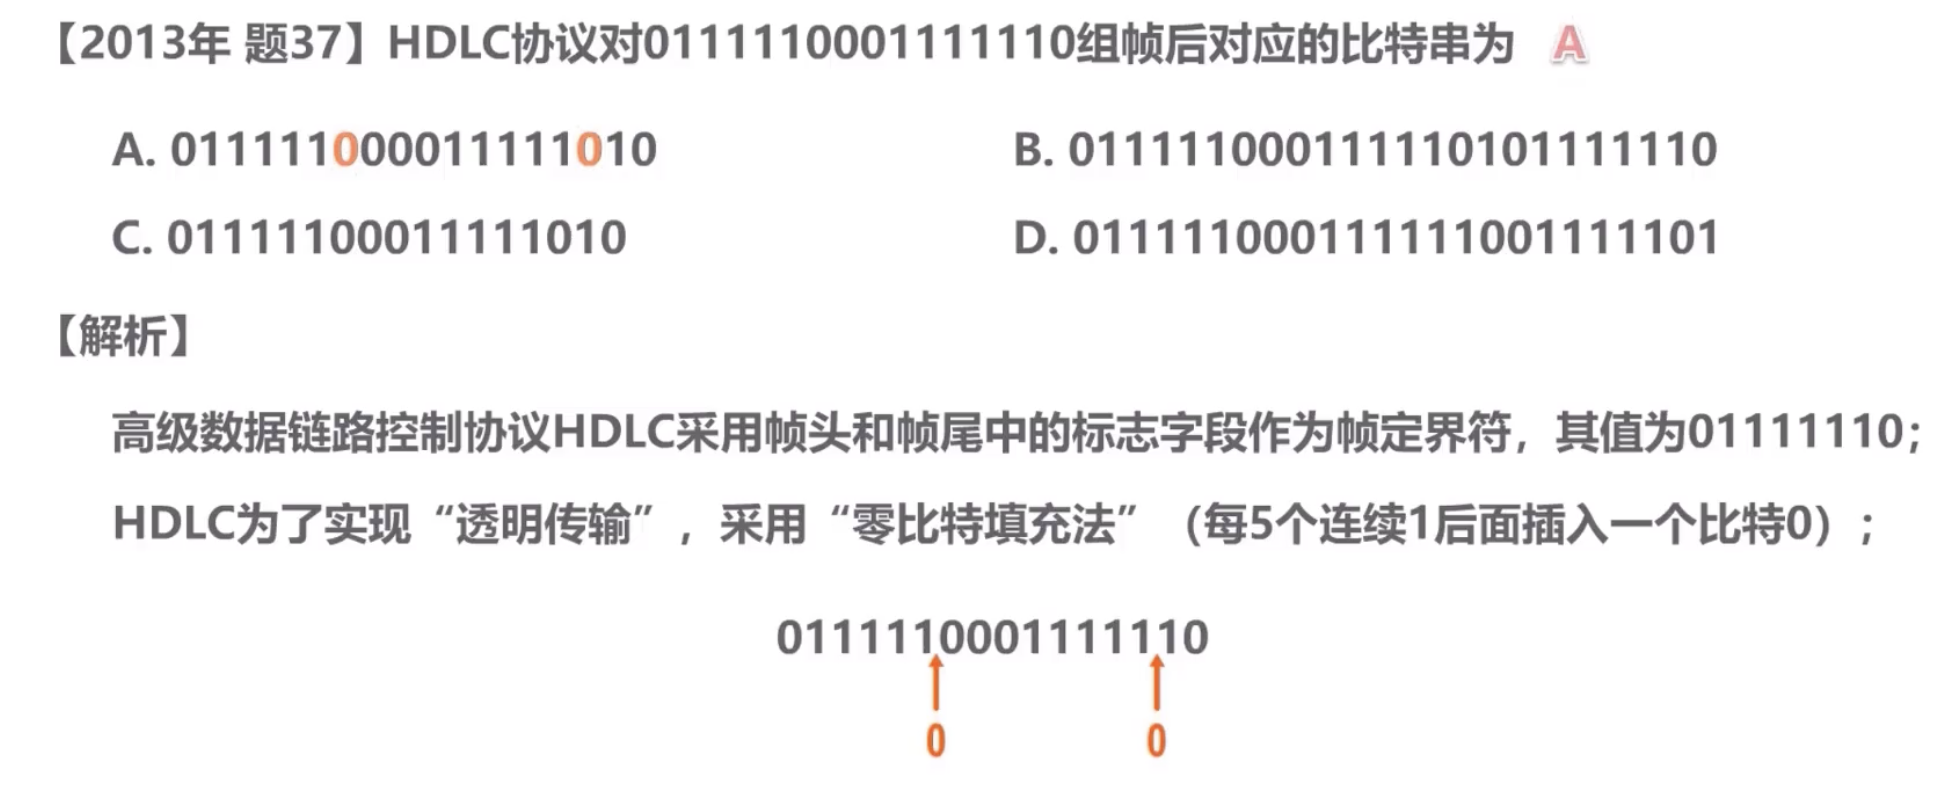 【2013年 题37】HDLC协议对0111110001111110组帧后对应的比特串为 A
A. 011111000011111010 B. 011111000111110101111110
C. 01111100011111010 D. 011111000111111001111101
【解析】
高级数据链路控制协议HDLC采用帧头和帧尾中的标志字段作为帧定界符，其值为01111110；
HDLC为了实现“透明传输”，采用“零比特填充法”（每5个连续1后面插入一个比特0）；
0111110001111110
0 0